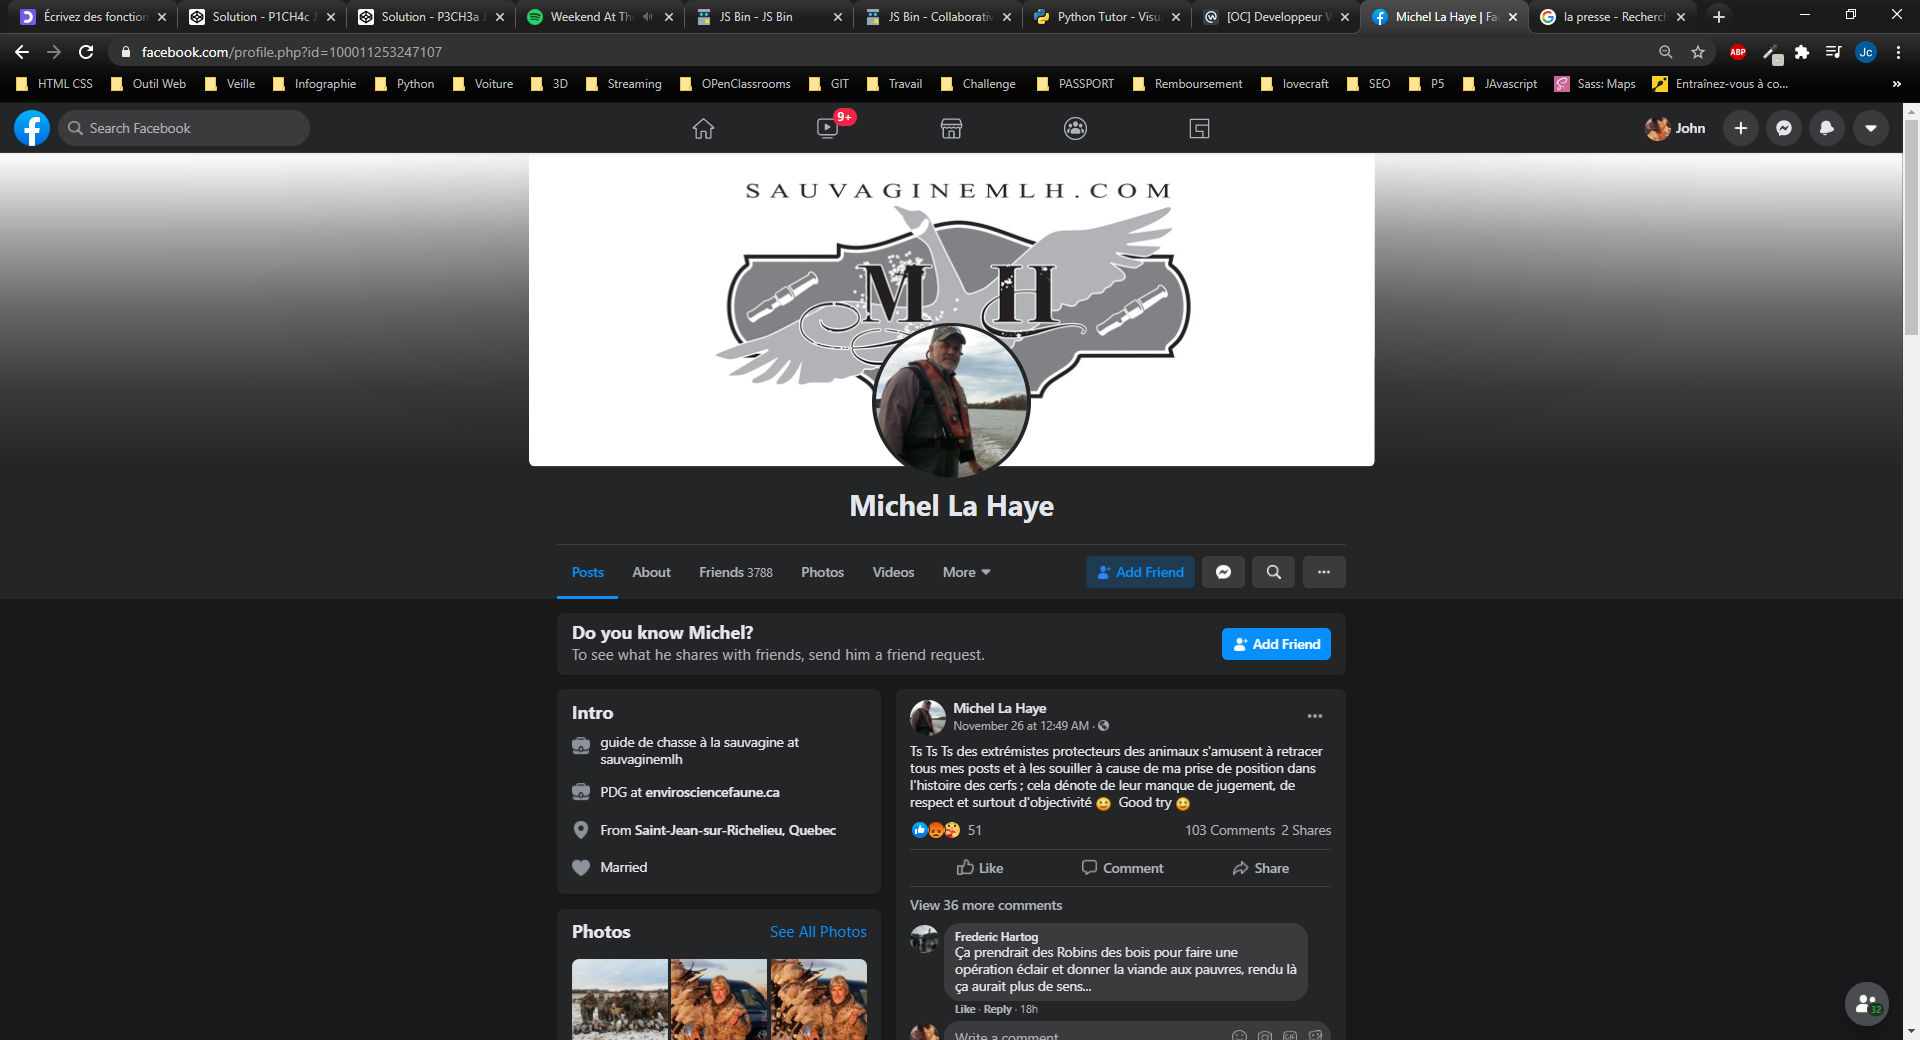 Écrivez des fonction
Solution - P1CH4c J
Solution - P3CH3a J
Weekend At Th
JS Bin - JS Bin
JS Bin - Collaborativ
Python Tutor - Visu
[OC] Developpeur W
Michel La Haye | Fa
la presse - Recherch
facebook.com/profile.php?id=100011253247107
ABP
Jc
HTML CSS
Outil Web
Veille
Infographie
Python
Voiture
3D
Streaming
OPenClassrooms
GIT
Travail
Challenge
PASSPORT
Remboursement
lovecraft
SEO
P5
JAvascript
Sass: Maps
Entraînez-vous à co...
Search Facebook
9+
John
SAUVAGINEMLH.COM
M H
Michel La Haye
Posts
About
Friends 3788
Photos
Videos
More
Add Friend
Do you know Michel?
To see what he shares with friends, send him a friend request.
Add Friend
Intro
guide de chasse à la sauvagine at
sauvaginemlh
PDG at envirosciencefaune.ca
From Saint-Jean-sur-Richelieu, Quebec
Married
Photos
See All Photos
Michel La Haye
November 26 at 12:49 AM ·
Ts Ts Ts des extrémistes protecteurs des animaux s'amusent à retracer
tous mes posts et à les souiller à cause de ma prise de position dans
l'histoire des cerfs ; cela dénote de leur manque de jugement, de
respect et surtout d'objectivité 😀 Good try 😀
51
103 Comments 2 Shares
Like
Comment
Share
View 36 more comments
Frederic Hartog
Ça prendrait des Robins des bois pour faire une
opération éclair et donner la viande aux pauvres, rendu là
ça aurait plus de sens...
Like · Reply · 18h
Write a comment
GIF
32